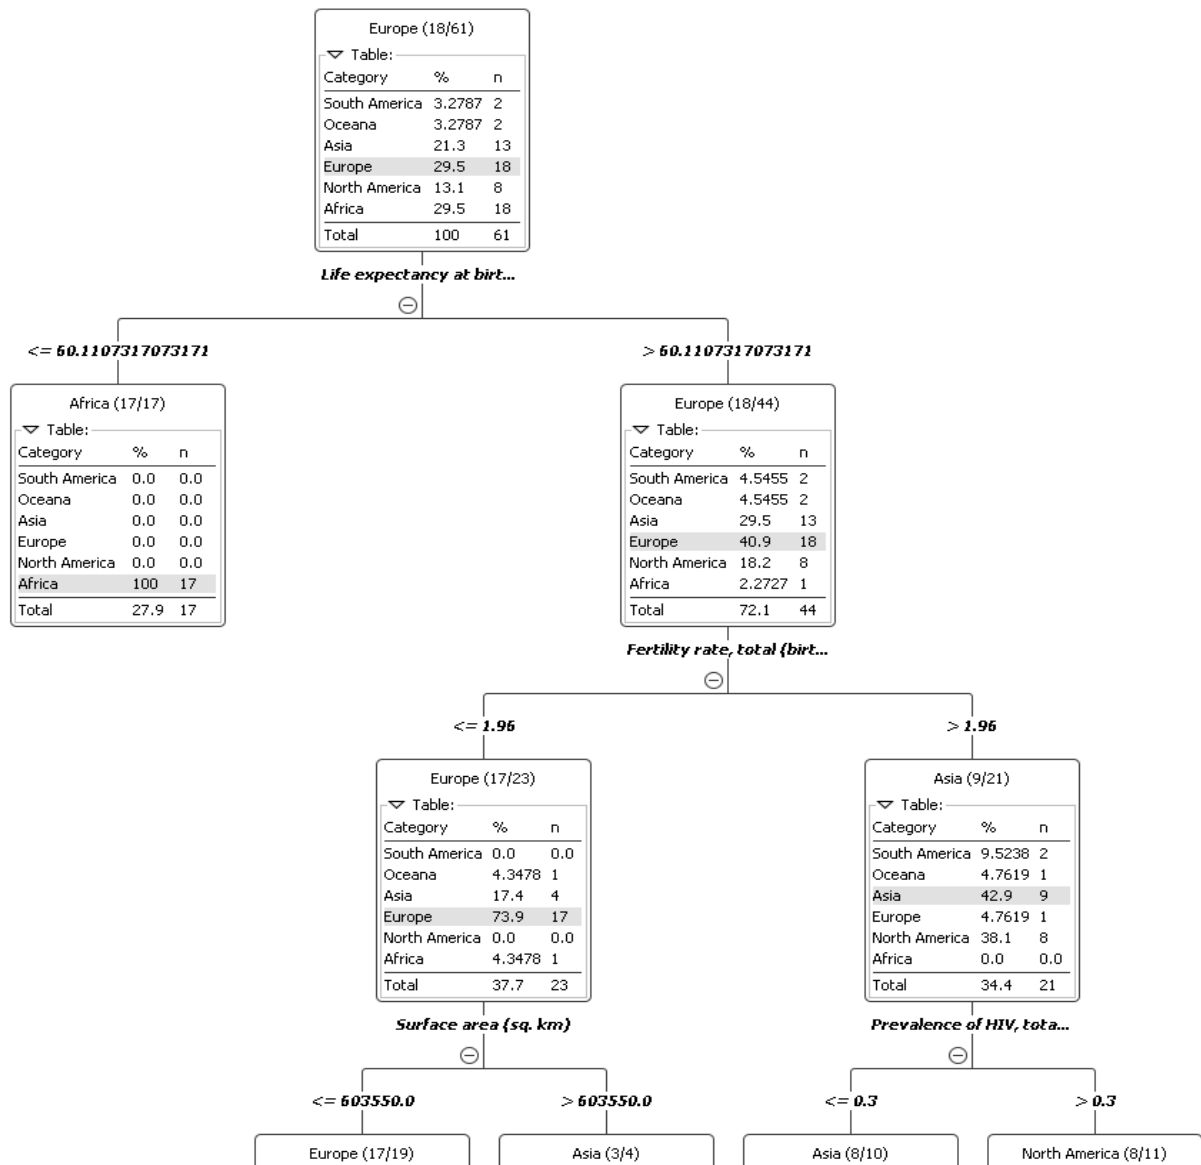 Europe (18/61)
Table:
Category % n
South America 3.2787 2
Oceana 3.2787 2
Asia 21.3 13
Europe 29.5 18
North America 13.1 8
Africa 29.5 18
Total 100 61
Life expectancy at birt...
<= 60.1107317073171
> 60.1107317073171
Africa (17/17)
Table:
Category % n
South America 0.0 0.0
Oceana 0.0 0.0
Asia 0.0 0.0
Europe 0.0 0.0
North America 0.0 0.0
Africa 100 17
Total 27.9 17
Europe (18/44)
Table:
Category % n
South America 4.5455 2
Oceana 4.5455 2
Asia 29.5 13
Europe 40.9 18
North America 18.2 8
Africa 2.2727 1
Total 72.1 44
Fertility rate, total (birt...
<= 1.96
> 1.96
Europe (17/23)
Table:
Category % n
South America 0.0 0.0
Oceana 4.3478 1
Asia 17.4 4
Europe 73.9 17
North America 0.0 0.0
Africa 4.3478 1
Total 37.7 23
Surface area (sq. km)
Asia (9/21)
Table:
Category % n
South America 9.5238 2
Oceana 4.7619 1
Asia 42.9 9
Europe 4.7619 1
North America 38.1 8
Africa 0.0 0.0
Total 34.4 21
Prevalence of HIV, tota...
<= 603550.0
> 603550.0
<= 0.3
> 0.3
Europe (17/19)
Asia (3/4)
Asia (8/10)
North America (8/11)